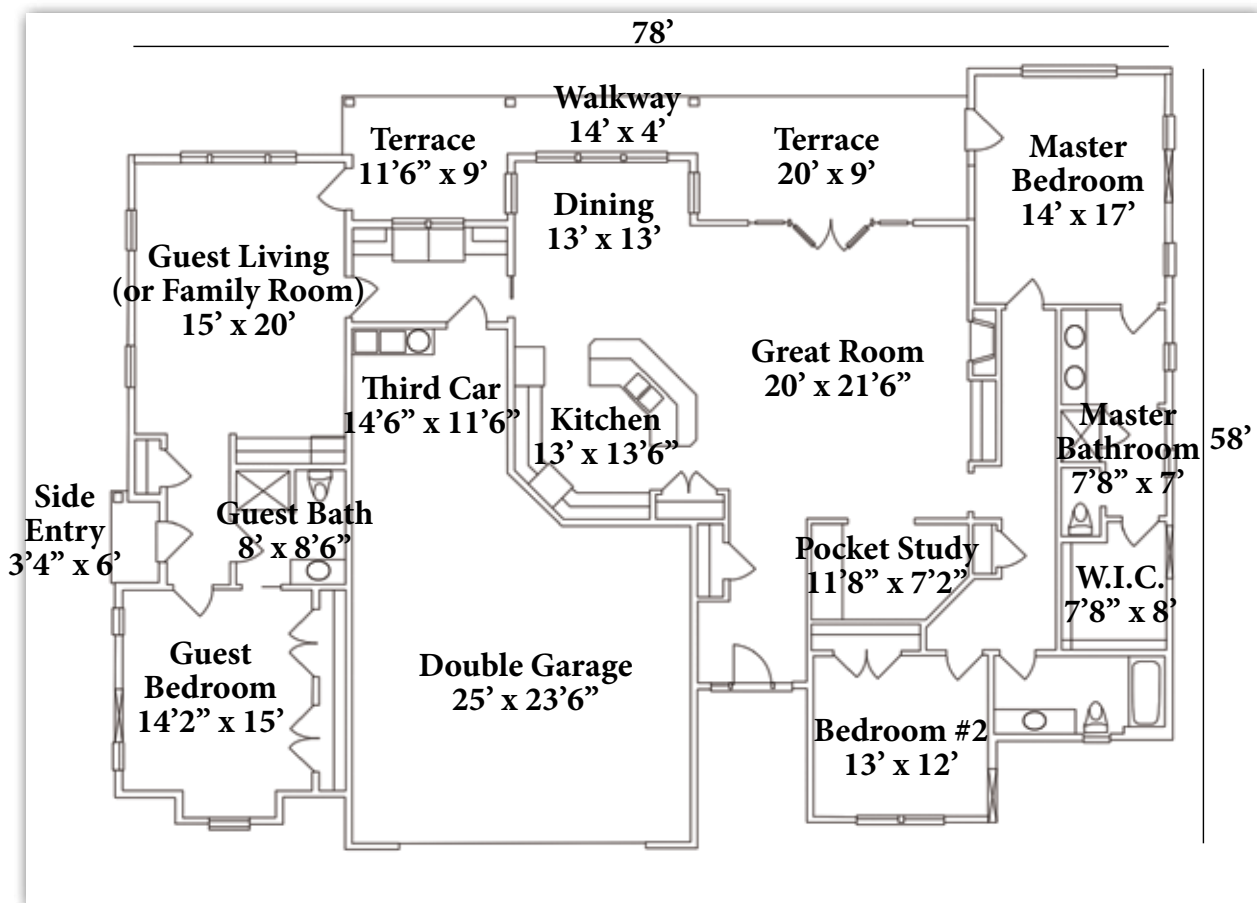 78’
Walkway
14’ x 4’
Terrace
11’6” x 9’
Terrace
20’ x 9’
Master
Bedroom
14’ x 17’
Dining
13’ x 13’
Guest Living
(or Family Room)
15’ x 20’
Great Room
20’ x 21’6”
Third Car
14’6” x 11’6”
Kitchen
13’ x 13’6”
Master
Bathroom
7’8” x 7’
58’
Side
Entry
3’4” x 6’
Guest Bath
8’ x 8’6”
Pocket Study
11’8” x 7’2”
W.I.C.
7’8” x 8’
Guest
Bedroom
14’2” x 15’
Double Garage
25’ x 23’6”
Bedroom #2
13’ x 12’